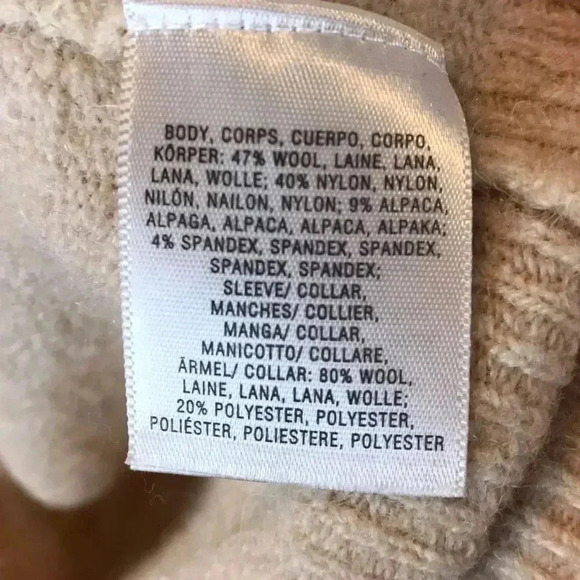 BODY, CORPS, CUERPO, CORPO,
KÖRPER: 47% WOOL, LAINE, LANA,
LANA, WOLLE; 40% NYLON, NYLON,
NILÓN, NAILON, NYLON; 9% ALPACA,
ALPAGA, ALPACA, ALPACA, ALPAKA;
4% SPANDEX, SPANDEX, SPANDEX,
SPANDEX, SPANDEX;
SLEEVE/ COLLAR,
MANCHES/ COLLIER,
MANGA/ COLLAR,
MANICOTTO/ COLLARE,
ÄRMEL/ COLLAR: 80% WOOL,
LAINE, LANA, LANA, WOLLE;
20% POLYESTER, POLYESTER,
POLIÉSTER, POLIESTERE, POLYESTER